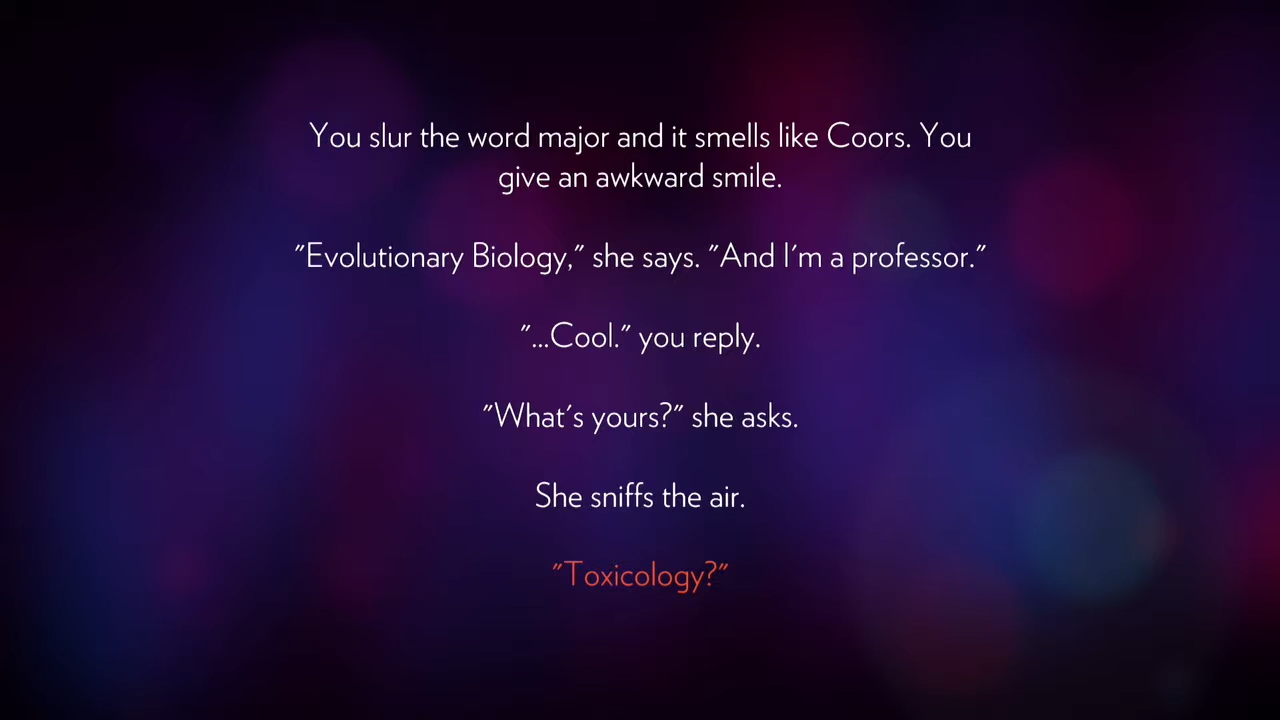 You slur the word major and it smells like Coors. You
give an awkward smile.
"Evolutionary Biology," she says. "And I'm a professor."
"...Cool." you reply.
"What's yours?" she asks.
She sniffs the air.
"Toxicology?"